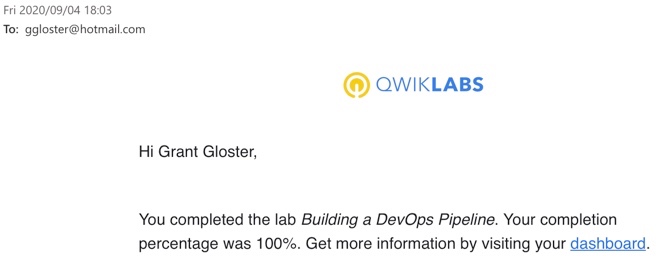 Fri 2020/09/04 18:03
To: ggloster@hotmail.com
QWIKLABS
Hi Grant Gloster,
You completed the lab Building a DevOps Pipeline. Your completion
percentage was 100%. Get more information by visiting your dashboard.